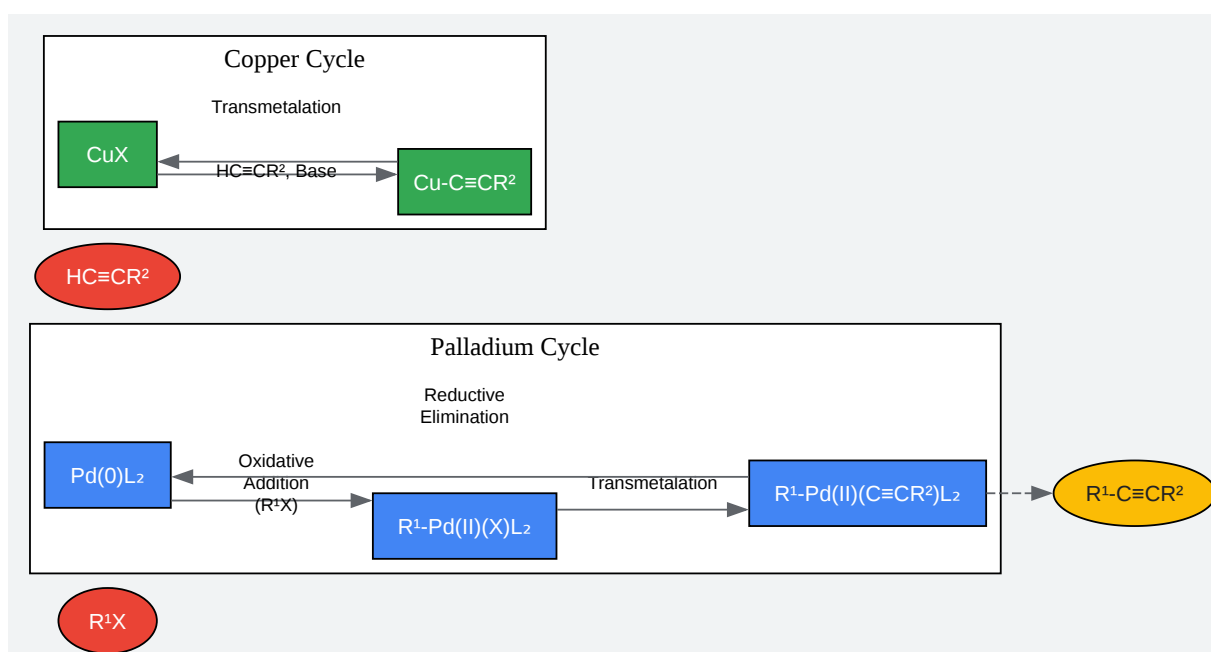 Copper Cycle
Transmetalation
CuX
HC≡CR², Base
Cu-C≡CR²
HC≡CR²
Palladium Cycle
Reductive
Elimination
Pd(0)L₂
Oxidative
Addition
(R¹X)
Transmetalation
R¹-Pd(II)(X)L₂
R¹-Pd(II)(C≡CR²)L₂
R¹-C≡CR²
R¹X